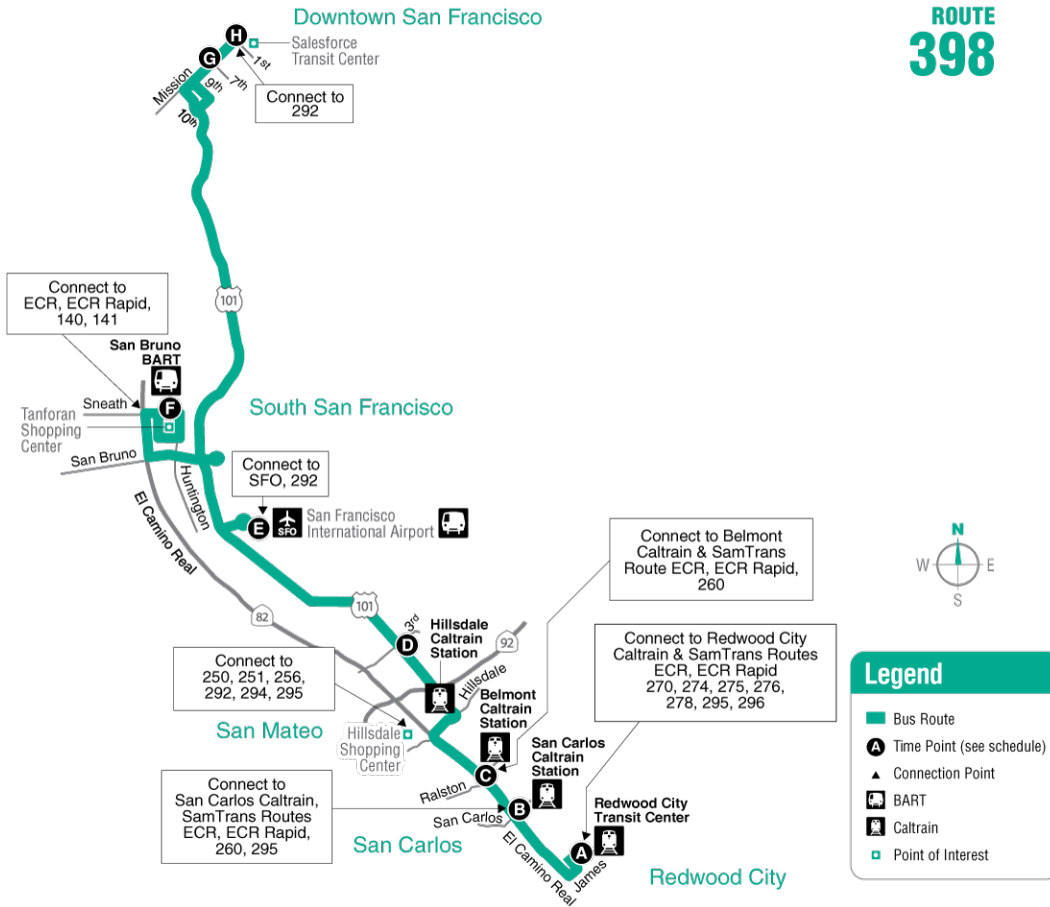 Downtown San Francisco
ROUTE
398
H
G
Salesforce
Transit Center
1st
7th
9th
Mission
10th
Connect to
292
101
Connect to
ECR, ECR Rapid,
140, 141
San Bruno
BART
Sneath
F
Tanforan
Shopping
Center
South San Francisco
San Bruno
Huntington
El Camino Real
Connect to
SFO, 292
E
SFO
San Francisco
International Airport
Connect to Belmont
Caltrain & SamTrans
Route ECR, ECR Rapid,
260
N
W
E
S
82
101
3rd
D
Hillsdale
Caltrain
Station
92
Connect to Redwood City
Caltrain & SamTrans Routes
ECR, ECR Rapid
270, 274, 275, 276,
278, 295, 296
Connect to
250, 251, 256,
292, 294, 295
Hillsdale
Belmont
Caltrain
Station
San Mateo
Hillsdale
Shopping
Center
San Carlos
Caltrain
Station
C
Ralston
Connect to
San Carlos Caltrain,
SamTrans Routes
ECR, ECR Rapid,
260, 295
San Carlos
B
Redwood City
Transit Center
San Carlos
El Camino Real
A
James
Redwood City
Legend
Bus Route
A
Time Point (see schedule)
Connection Point
BART
Caltrain
Point of Interest